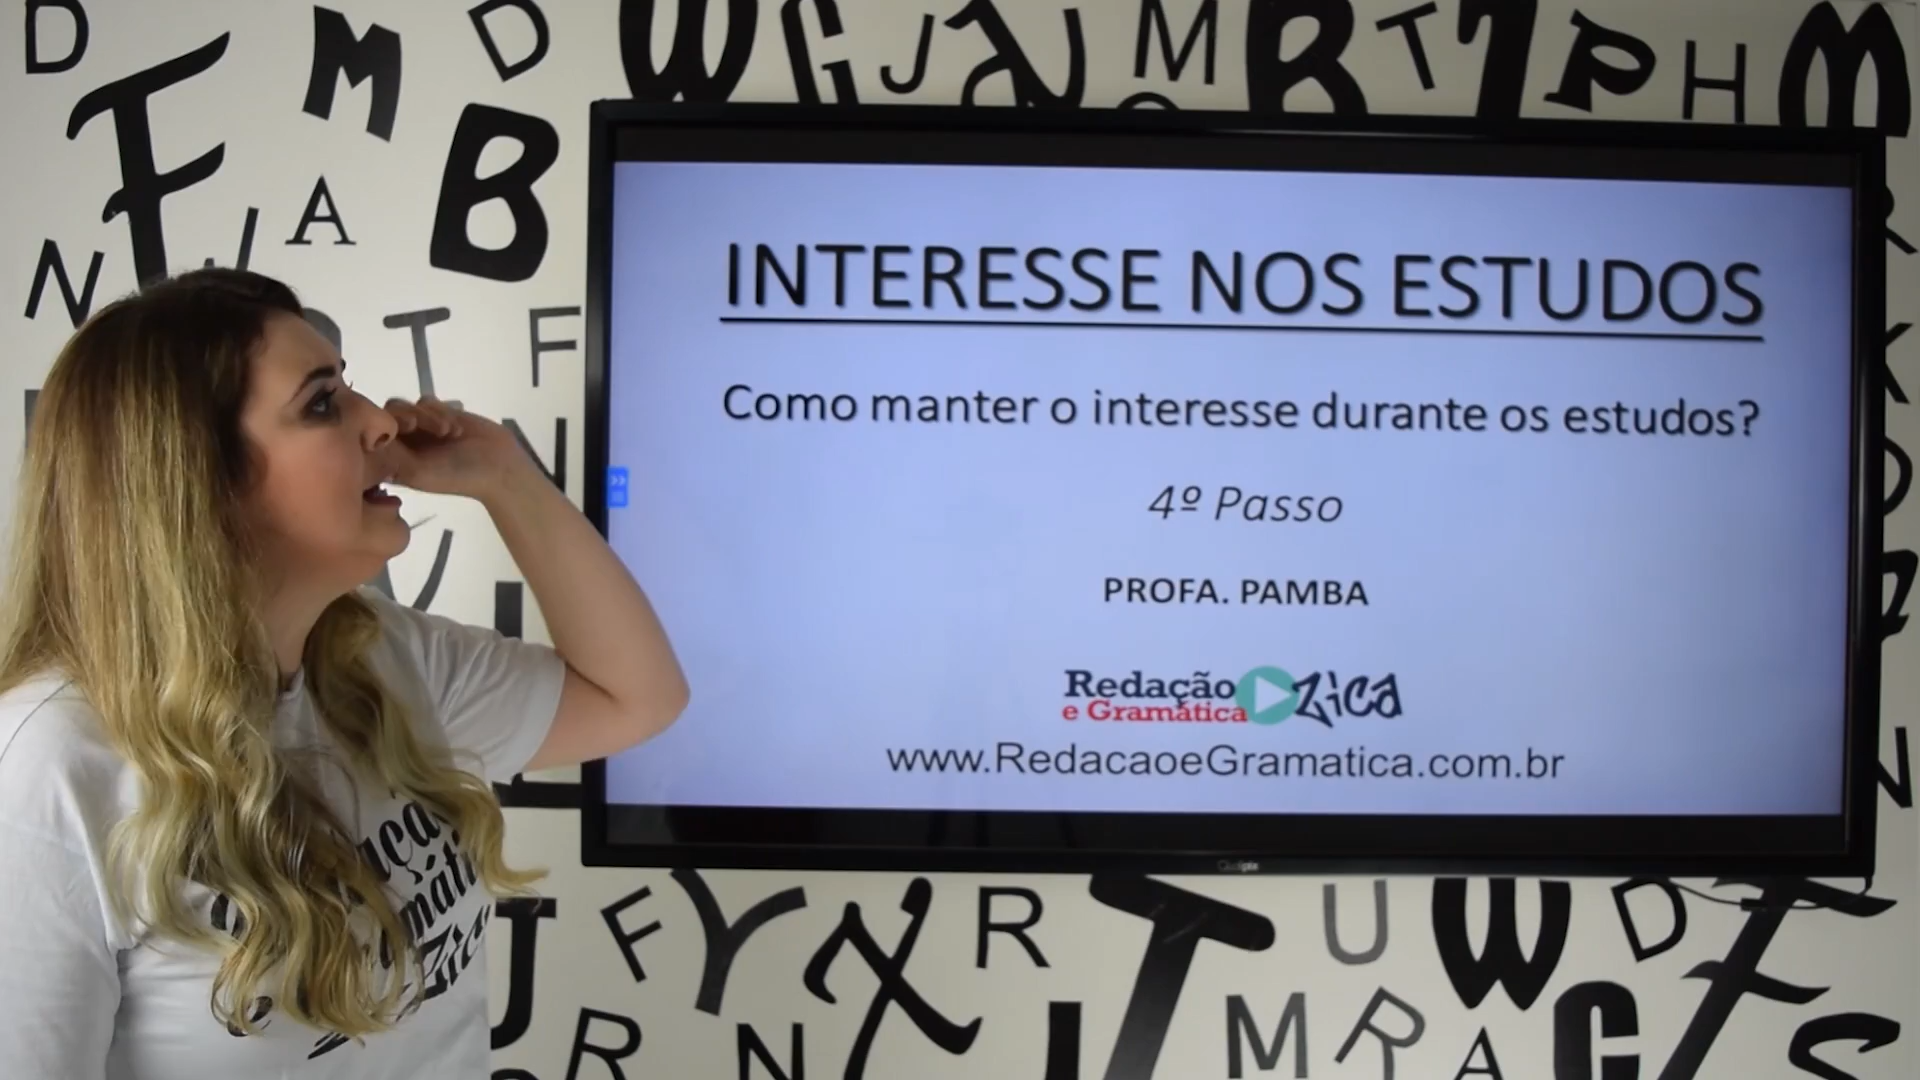 INTERESSE NOS ESTUDOS
Como manter o interesse durante os estudos?
4º Passo
PROFA. PAMBA
Redação
e Gramática
Zica
www.RedacaoeGramatica.com.br